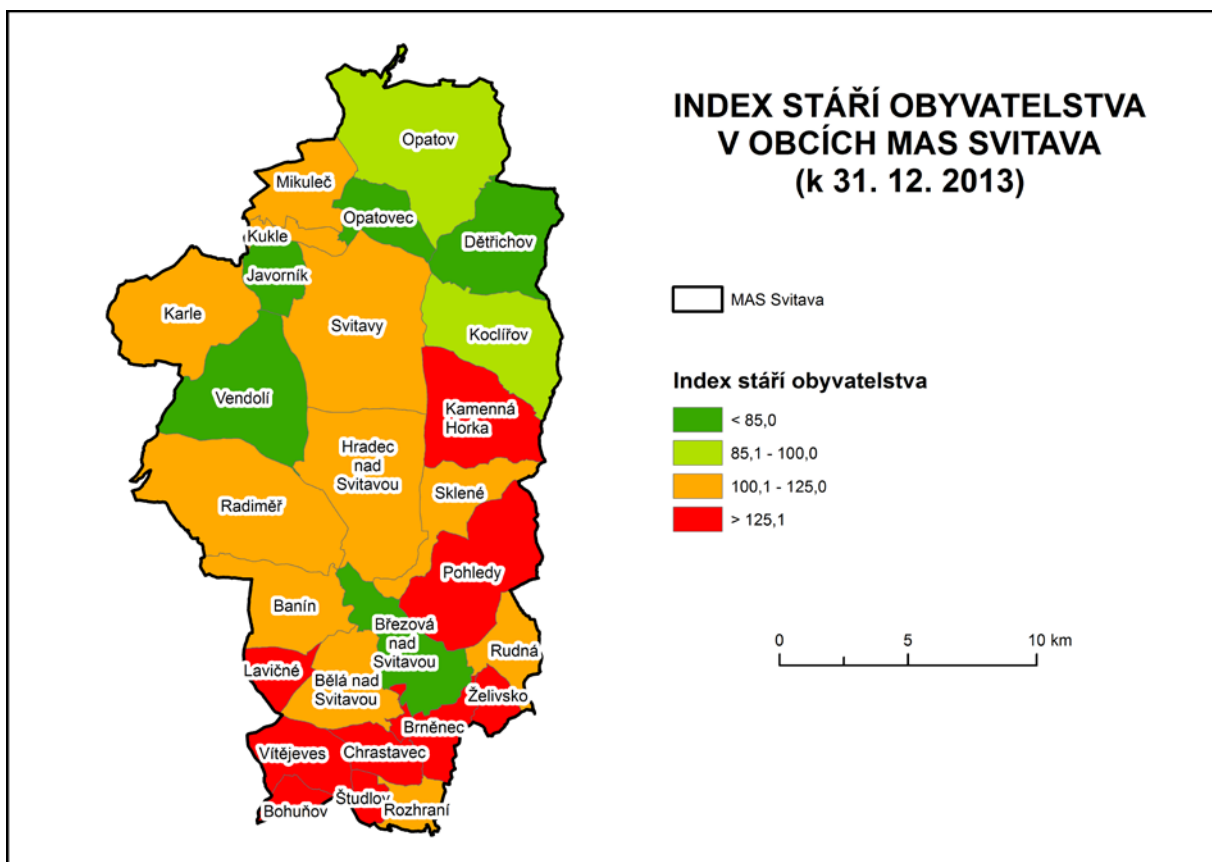 INDEX STÁŘÍ OBYVATELSTVA
V OBCÍCH MAS SVITAVA
(k 31. 12. 2013)
Opatov
Mikuleč
Opatovec
Kukle
Dětřichov
Javorník
Karle
Svitavy
Koclířov
Vendolí
Kamenná
Horka
Hradec
nad
Svitavou
Sklené
Radiměř
Pohledy
Banín
Březová
nad
Svitavou
Rudná
Lavičné
Bělá nad
Svitavou
Želivsko
Brněnec
Vítějeves
Chrastavec
Študlov
Bohuňov
Rozhraní
MAS Svitava
Index stáří obyvatelstva
< 85,0
85,1 - 100,0
100,1 - 125,0
> 125,1
0 5 10 km